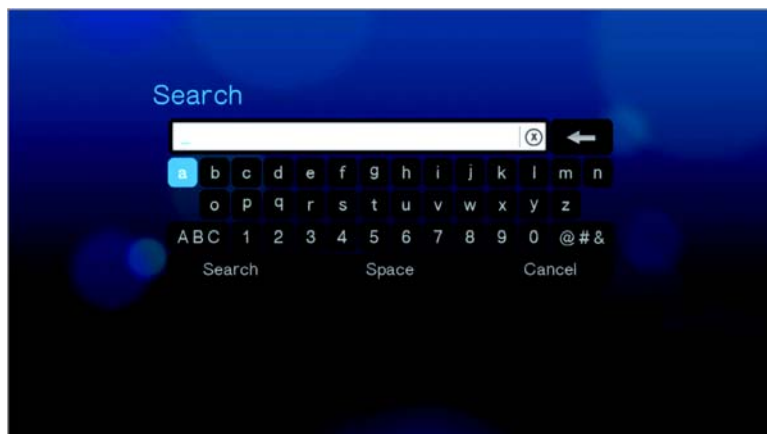 Search
_
a b c d e f g h i j k l m n
o p q r s t u v w x y z
ABC 1 2 3 4 5 6 7 8 9 0 @#&
Search Space Cancel